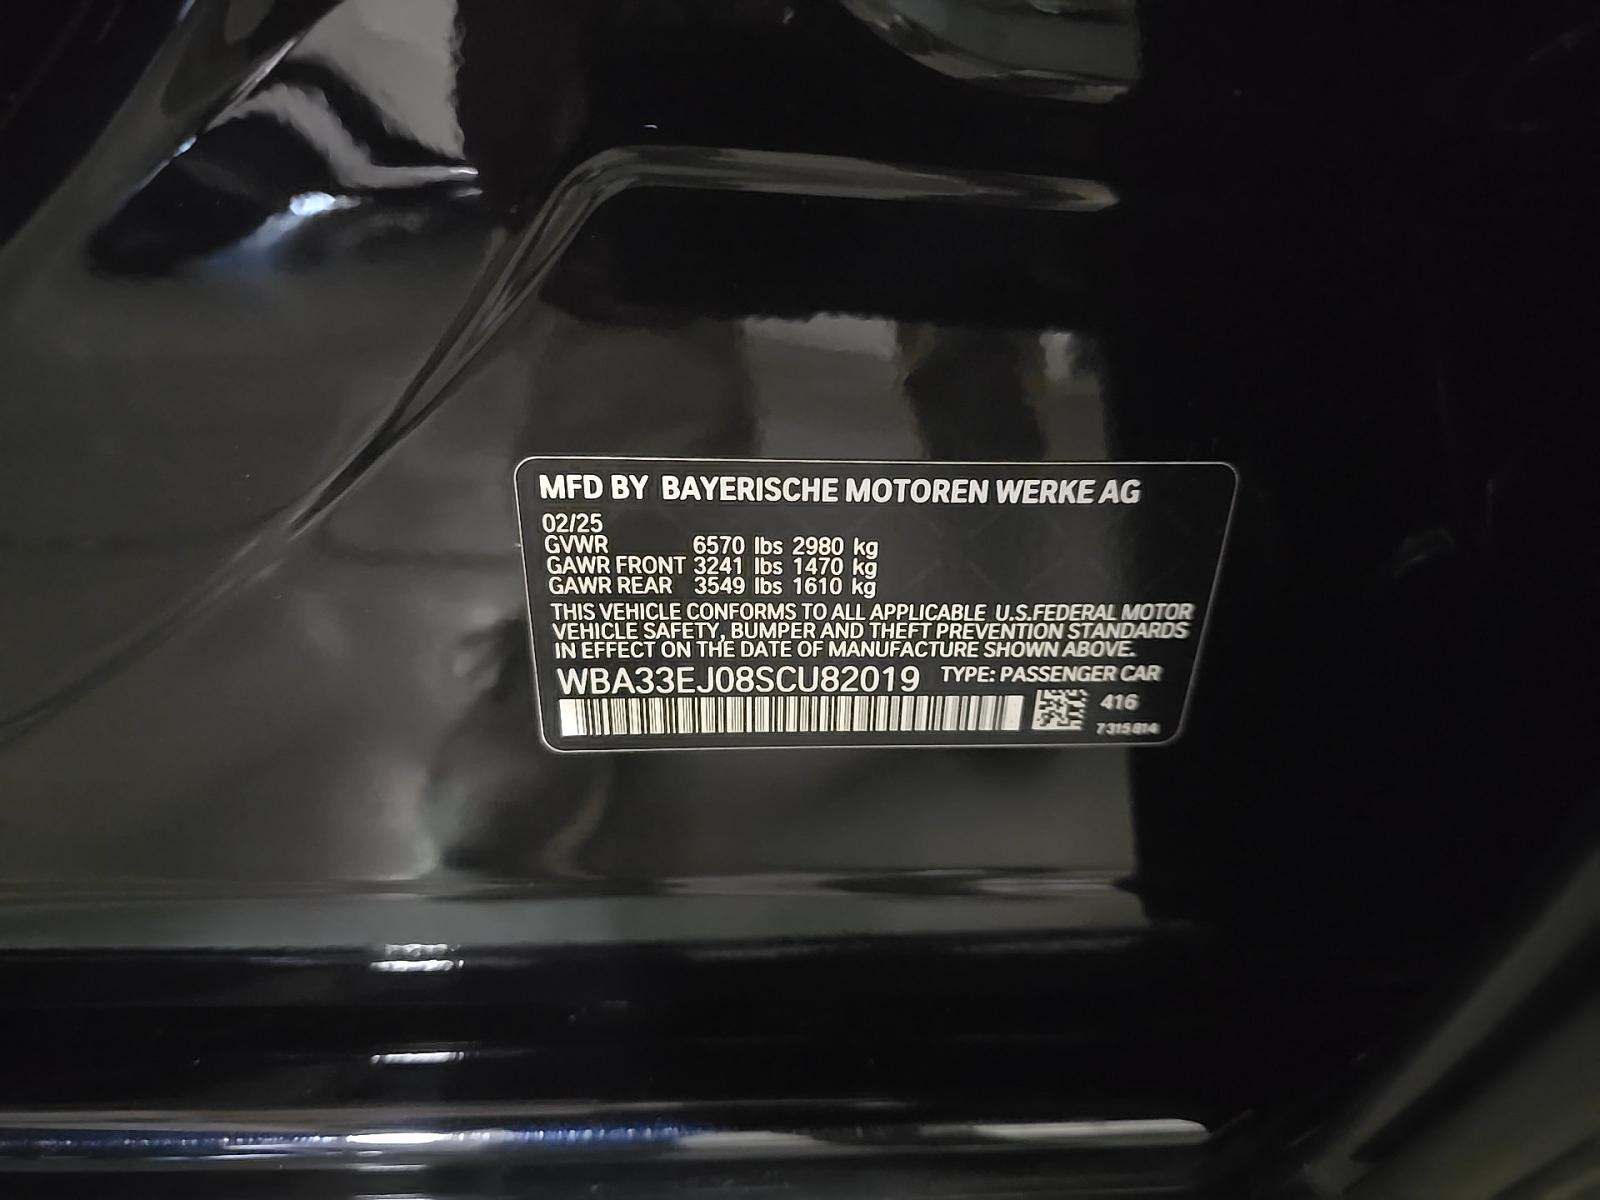 MFD BY BAYERISCHE MOTOREN WERKE AG
02/25
GVWR 6570 lbs 2980 kg
GAWR FRONT 3241 lbs 1470 kg
GAWR REAR 3549 lbs 1610 kg
THIS VEHICLE CONFORMS TO ALL APPLICABLE U.S.FEDERAL MOTOR
VEHICLE SAFETY, BUMPER AND THEFT PREVENTION STANDARDS
IN EFFECT ON THE DATE OF MANUFACTURE SHOWN ABOVE.
WBA33EJ08SCU82019 TYPE: PASSENGER CAR
416
7315814